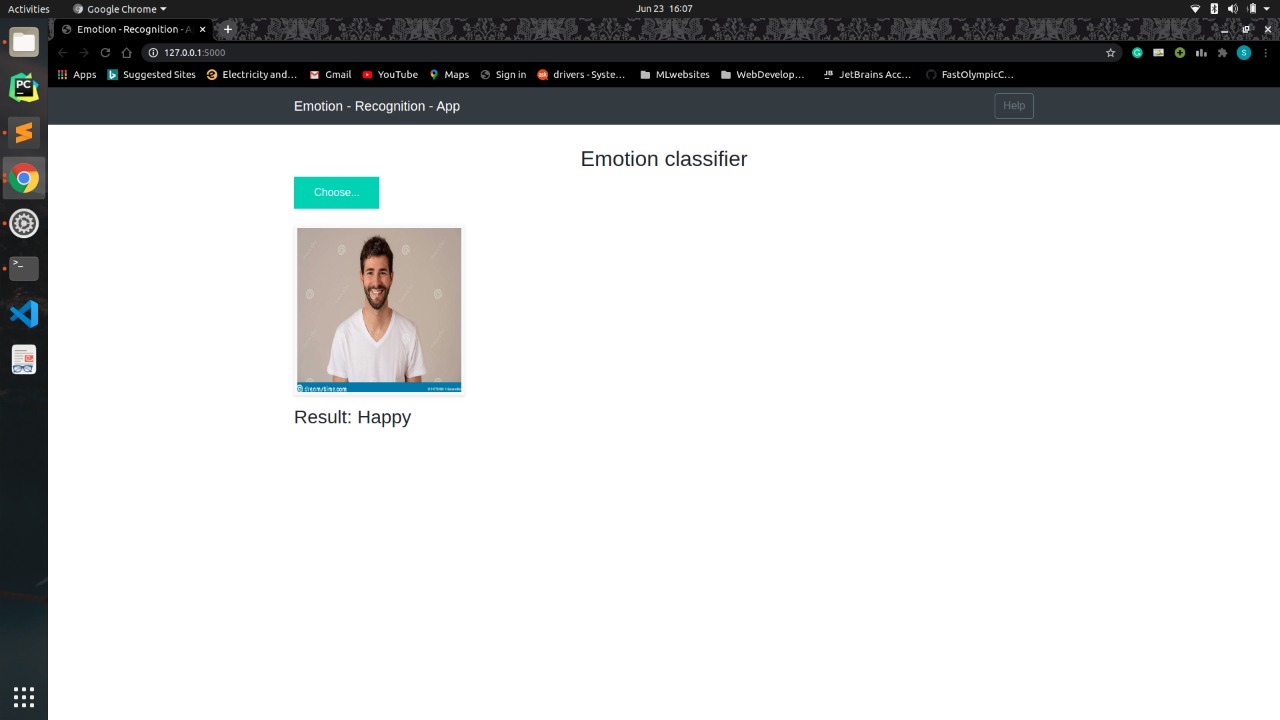 Activities
Google Chrome
Jun 23 16:07
Emotion - Recognition - A
127.0.0.1:5000
S
Apps
Suggested Sites
Electricity and…
Gmail
YouTube
Maps
Sign in
drivers - Syste…
MLwebsites
WebDevelop…
JetBrains Acc…
FastOlympicC…
Emotion - Recognition - App
Help
Emotion classifier
Choose...
dreamstime.com
Result: Happy